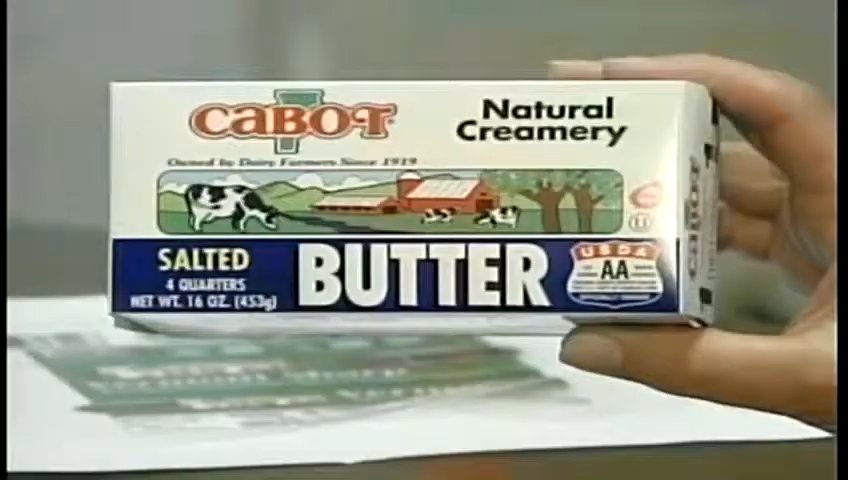 CABOT
Natural
Creamery
Owned by Dairy Farmers Since 1919
SALTED
4 QUARTERS
NET WT. 16 OZ. (453g)
BUTTER
USDA
AA
CABOT